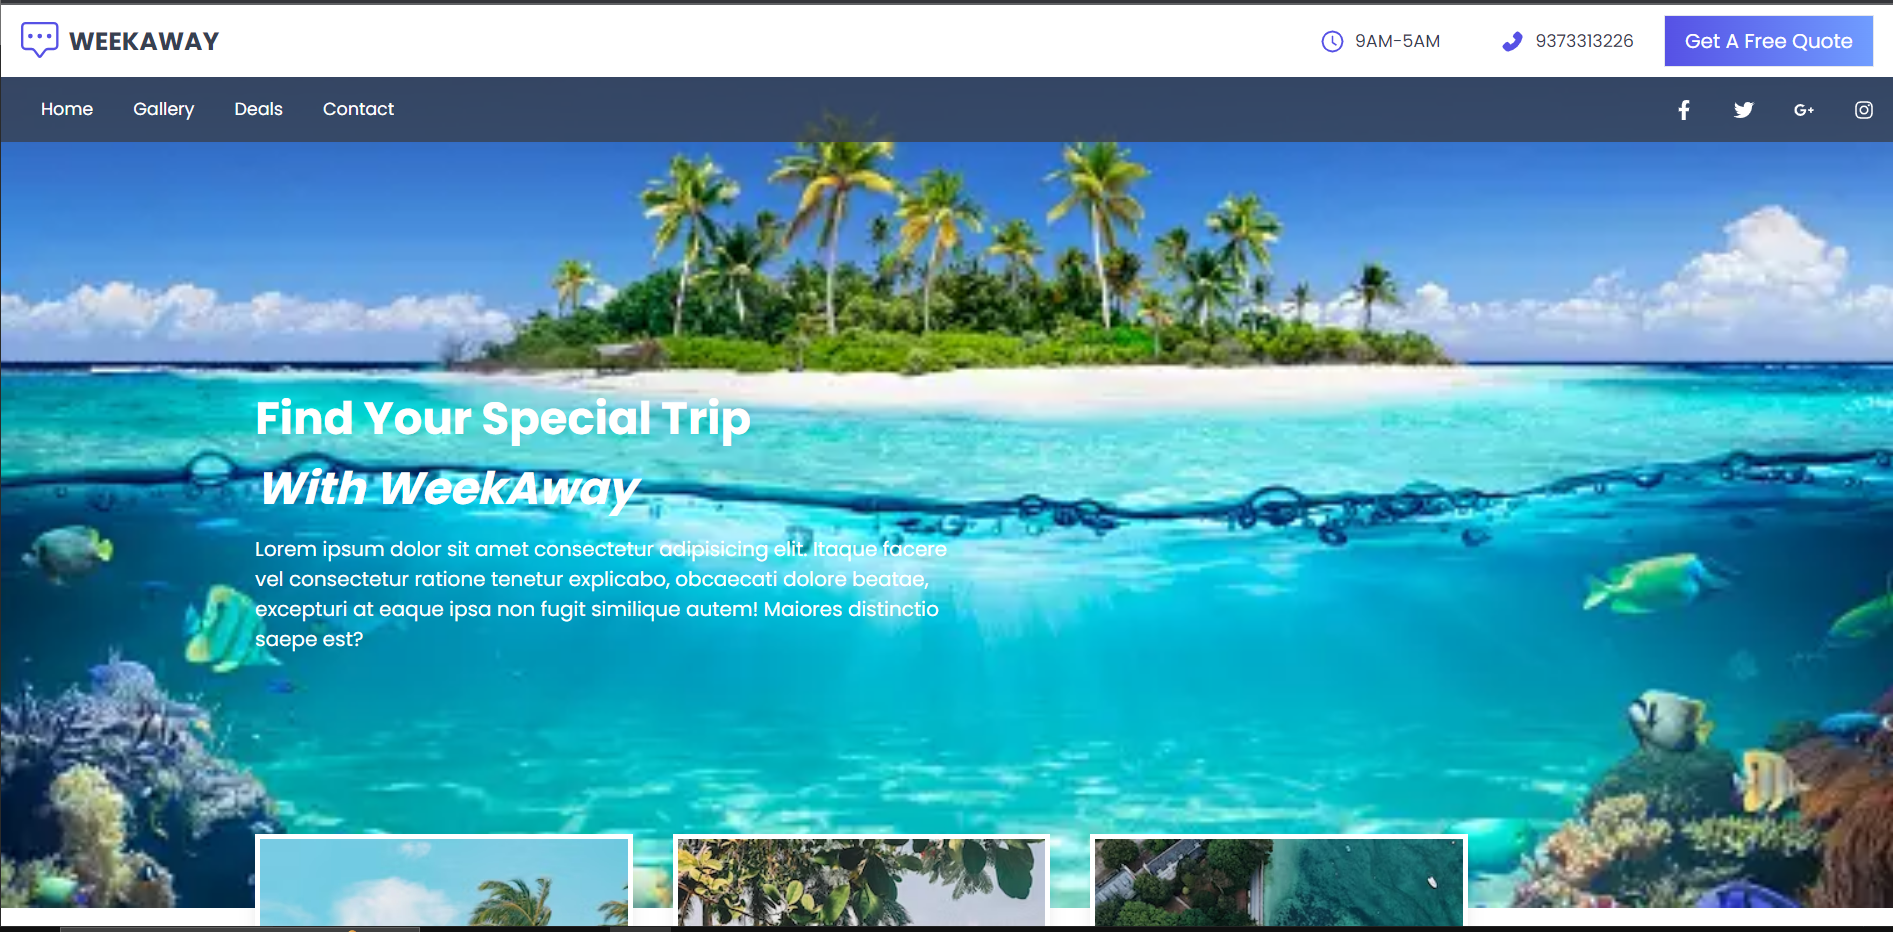 WEEKAWAY
9AM-5AM
9373313226
Get A Free Quote
Home
Gallery
Deals
Contact
G+
Find Your Special Trip
With WeekAway
Lorem ipsum dolor sit amet consectetur adipisicing elit. Itaque facere
vel consectetur ratione tenetur explicabo, obcaecati dolore beatae,
excepturi at eaque ipsa non fugit similique autem! Maiores distinctio
saepe est?